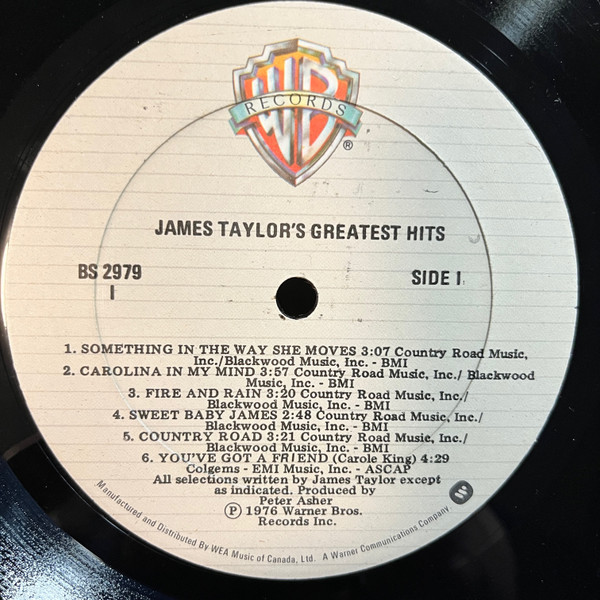 WB
RECORDS
®
JAMES TAYLOR'S GREATEST HITS
BS 2979
SIDE I
I
1. SOMETHING IN THE WAY SHE MOVES 3:07 Country Road Music,
Inc./Blackwood Music, Inc. - BMI
2. CAROLINA IN MY MIND 3:57 Country Road Music, Inc./ Blackwood
Music, Inc. - BMI
3. FIRE AND RAIN 3:20 Country Road Music, Inc./
Blackwood Music, Inc. - BMI
4. SWEET BABY JAMES 2:48 Country Road Music, Inc./
Blackwood Music, Inc. - BMI
5. COUNTRY ROAD 3:21 Country Road Music, Inc./
Blackwood Music, Inc. - BMI
6. YOU'VE GOT A FRIEND (Carole King) 4:29
Colgems - EMI Music, Inc. - ASCAP
All selections written by James Taylor except
as indicated. Produced by
Peter Asher
℗ 1976 Warner Bros.
Records Inc.
Manufactured and Distributed By WEA Music of Canada, Ltd. A Warner Communications Company